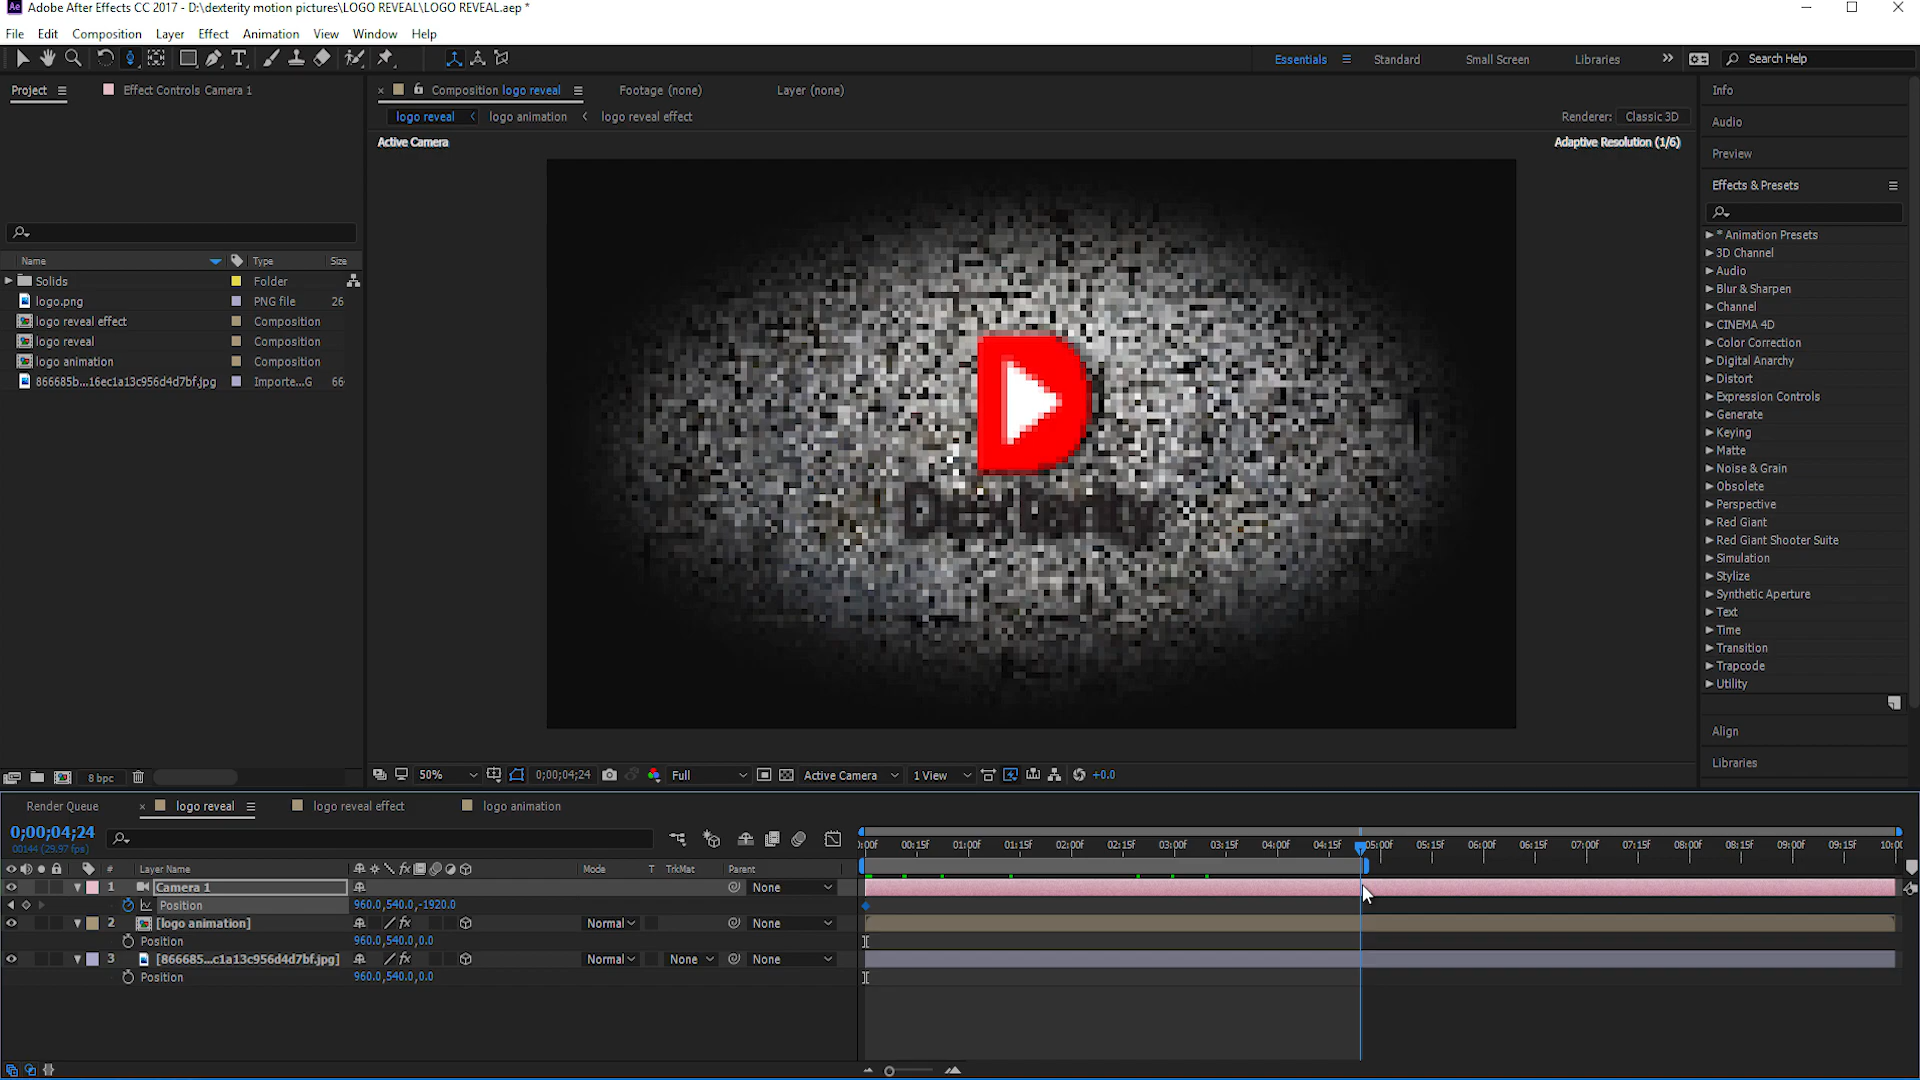 Adobe After Effects CC 2017 - D:\dexterity motion pictures\LOGO REVEAL\LOGO REVEAL.aep *
File Edit Composition Layer Effect Animation View Window Help
Essentials Standard Small Screen Libraries Search Help
Project Effect Controls Camera 1
Composition logo reveal Footage (none) Layer (none)
logo reveal logo animation logo reveal effect Renderer: Classic 3D
Active Camera Adaptive Resolution (1/6)
Name Type Size
Solids Folder
logo.png PNG file 26
logo reveal effect Composition
logo reveal Composition
logo animation Composition
866685b...16ec1a13c956d4d7bf.jpg Importe...G 66
Dexterity
8 bpc
50% 0;00;04;24 Full Active Camera 1 View +0.0
Info
Audio
Preview
Effects & Presets
* Animation Presets
3D Channel
Audio
Blur & Sharpen
Channel
CINEMA 4D
Color Correction
Digital Anarchy
Distort
Expression Controls
Generate
Keying
Matte
Noise & Grain
Obsolete
Perspective
Red Giant
Red Giant Shooter Suite
Simulation
Stylize
Synthetic Aperture
Text
Time
Transition
Trapcode
Utility
Align
Libraries
Render Queue logo reveal logo reveal effect logo animation
0;00;04;24
00144 (29.97 fps)
:00f 00:15f 01:00f 01:15f 02:00f 02:15f 03:00f 03:15f 04:00f 04:15f 05:00f 05:15f 06:00f 06:15f 07:00f 07:15f 08:00f 08:15f 09:00f 09:15f 10:00
# Layer Name Mode T TrkMat Parent
1 Camera 1 None
Position 960.0,540.0,-1920.0
2 [logo animation] Normal None
Position 960.0,540.0,0.0
3 [866685...c1a13c956d4d7bf.jpg] Normal None None
Position 960.0,540.0,0.0